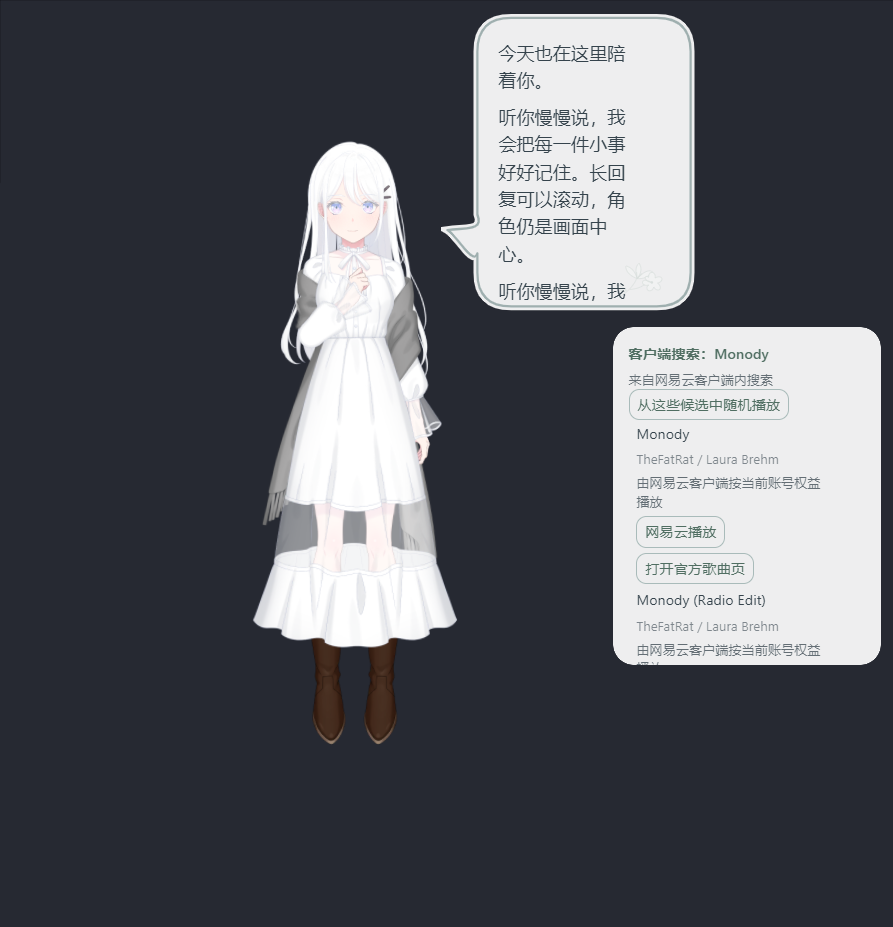 今天也在这里陪
着你。
听你慢慢说，我
会把每一件小事
好好记住。长回
复可以滚动，角
色仍是画面中
心。
听你慢慢说，我
客户端搜索：Monody
来自网易云客户端内搜索
从这些候选中随机播放
Monody
TheFatRat / Laura Brehm
由网易云客户端按当前账号权益
播放
网易云播放
打开官方歌曲页
Monody (Radio Edit)
TheFatRat / Laura Brehm
由网易云客户端按当前账号权益